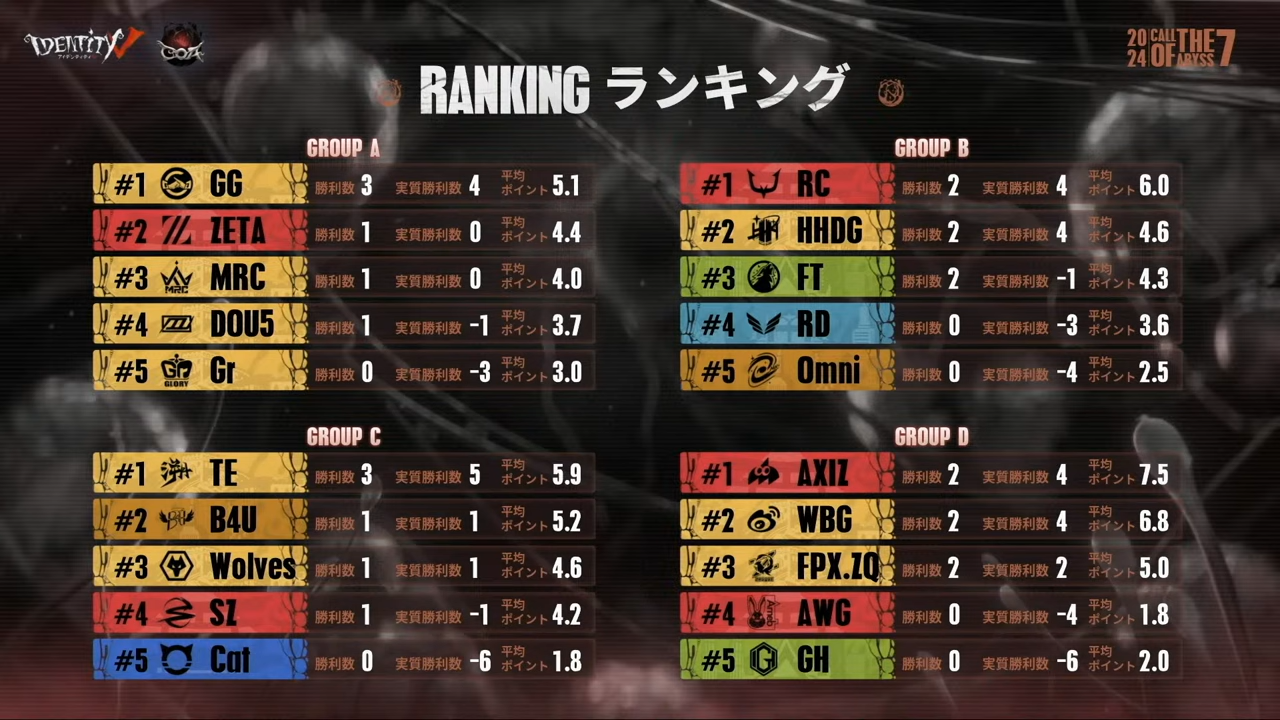 IDENTITY V
アイデンティティV
COA
2024 CALL OF THE ABYSS 7
RANKING ランキング
GROUP A
#1 GG 勝利数 3 実質勝利数 4 平均ポイント 5.1
#2 ZETA 勝利数 1 実質勝利数 0 平均ポイント 4.4
#3 MRC MRC 勝利数 1 実質勝利数 0 平均ポイント 4.0
#4 DOU5 勝利数 1 実質勝利数 -1 平均ポイント 3.7
#5 GLORY Gr 勝利数 0 実質勝利数 -3 平均ポイント 3.0
GROUP B
#1 RC 勝利数 2 実質勝利数 4 平均ポイント 6.0
#2 HHDG 勝利数 2 実質勝利数 4 平均ポイント 4.6
#3 FT 勝利数 2 実質勝利数 -1 平均ポイント 4.3
#4 RD 勝利数 0 実質勝利数 -3 平均ポイント 3.6
#5 Omni 勝利数 0 実質勝利数 -4 平均ポイント 2.5
GROUP C
#1 TE 勝利数 3 実質勝利数 5 平均ポイント 5.9
#2 B4U 勝利数 1 実質勝利数 1 平均ポイント 5.2
#3 Wolves 勝利数 1 実質勝利数 1 平均ポイント 4.6
#4 SZ 勝利数 1 実質勝利数 -1 平均ポイント 4.2
#5 Cat 勝利数 0 実質勝利数 -6 平均ポイント 1.8
GROUP D
#1 AXIZ 勝利数 2 実質勝利数 4 平均ポイント 7.5
#2 WBG 勝利数 2 実質勝利数 4 平均ポイント 6.8
#3 FPX.ZQ 勝利数 2 実質勝利数 2 平均ポイント 5.0
#4 AWG 勝利数 0 実質勝利数 -4 平均ポイント 1.8
#5 GH 勝利数 0 実質勝利数 -6 平均ポイント 2.0